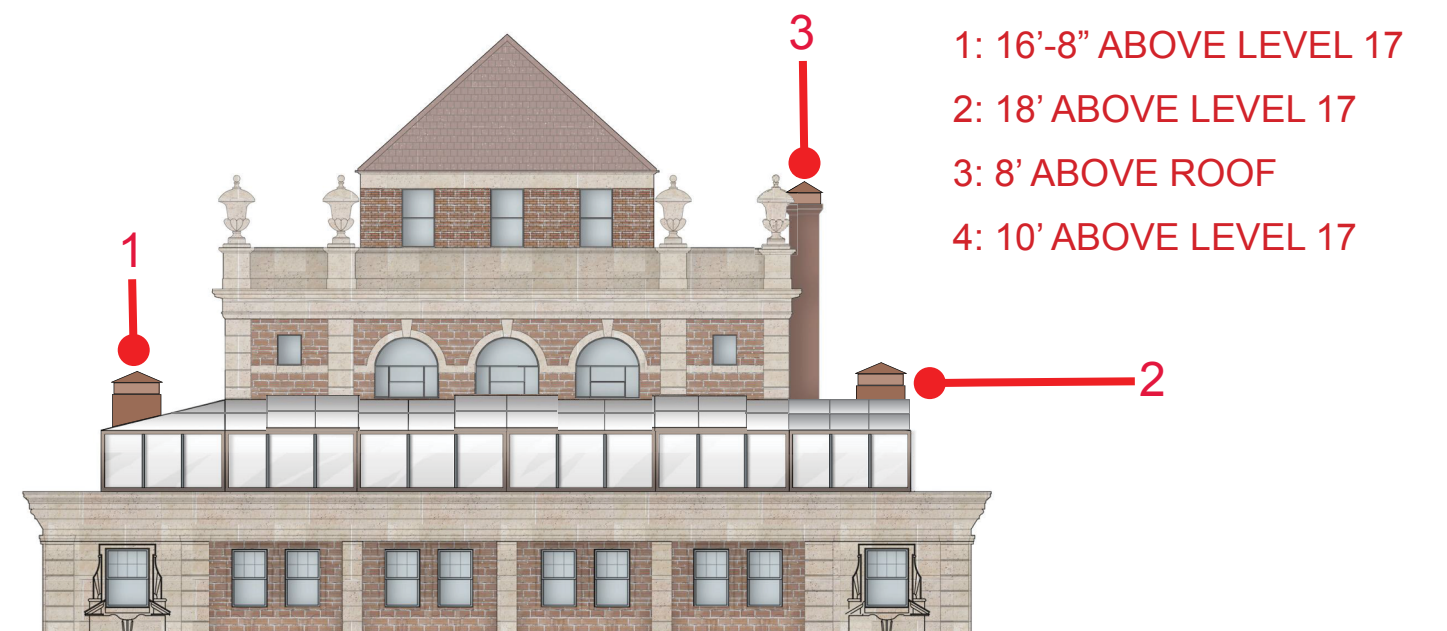 3
1: 16’-8” ABOVE LEVEL 17
2: 18’ ABOVE LEVEL 17
3: 8’ ABOVE ROOF
4: 10’ ABOVE LEVEL 17
1
2